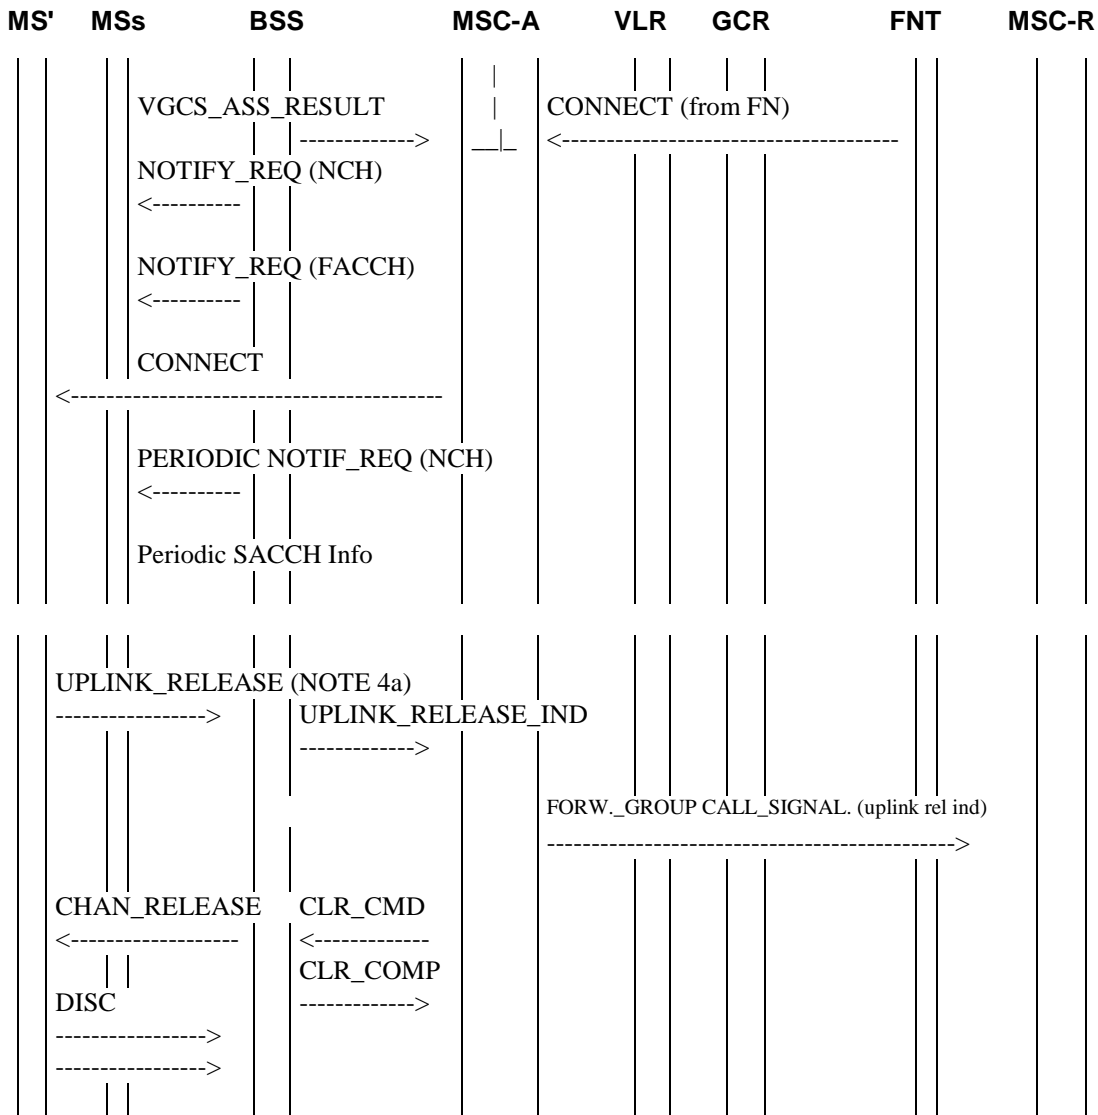 MS' MSs BSS MSC-A VLR GCR FNT MSC-R
VGCS_ASS_RESULT CONNECT (from FN)
-------------> __|_ <--------------------------------------
NOTIFY_REQ (NCH)
<----------
NOTIFY_REQ (FACCH)
<----------
CONNECT
<------------------------------------------
PERIODIC NOTIF_REQ (NCH)
<----------
Periodic SACCH Info
UPLINK_RELEASE (NOTE 4a)
-----------------> UPLINK_RELEASE_IND
------------->
FORW._GROUP CALL_SIGNAL. (uplink rel ind)
---------------------------------------------->
CHAN_RELEASE CLR_CMD
<------------------- <-------------
CLR_COMP
DISC ------------->
----------------->
----------------->